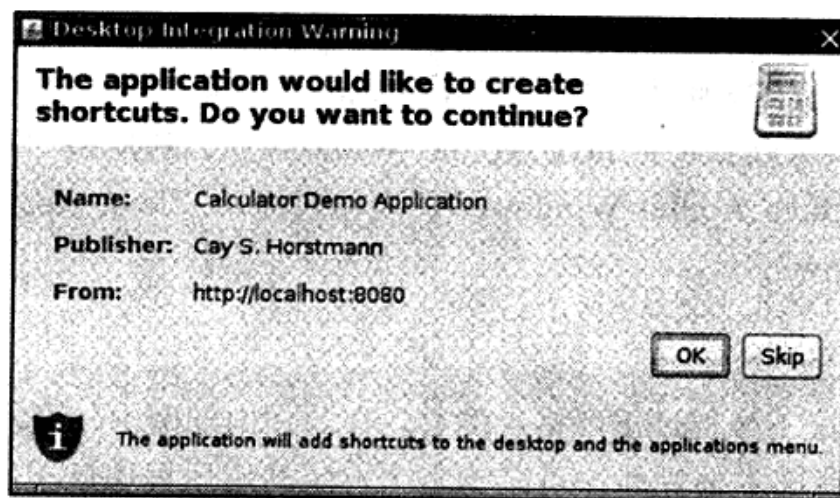 Desktop Integration Warning
The application would like to create
shortcuts. Do you want to continue?
Name: Calculator Demo Application
Publisher: Cay S. Horstmann
From: http://localhost:8080
OK Skip
The application will add shortcuts to the desktop and the applications menu.